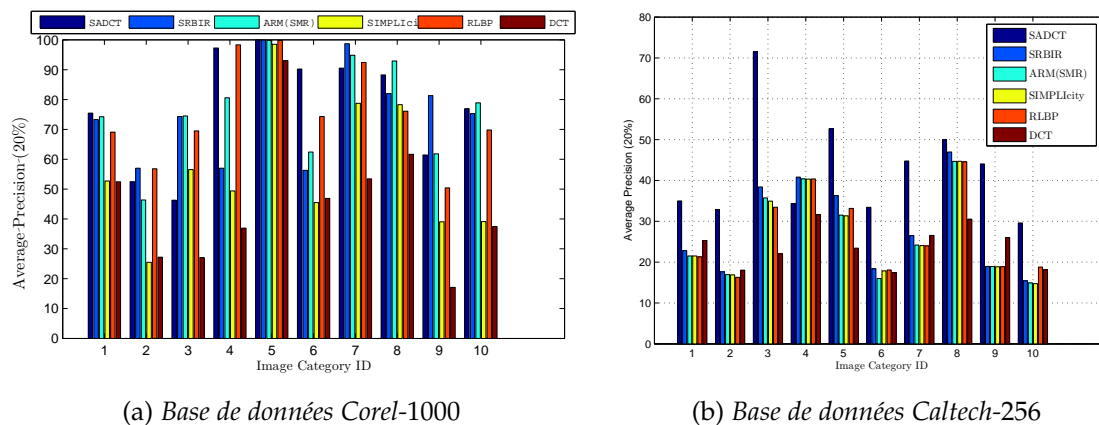 SADCT SRBIR ARM(SMR) SIMPLIci RLBP DCT
100
90
80
70
60
50
40
30
20
10
0
Average-Precision-(20%)
1 2 3 4 5 6 7 8 9 10
Image Category ID
(a) Base de données Corel-1000
80
70
60
50
40
30
20
10
0
Average Precision (20%)
SADCT
SRBIR
ARM(SMR)
SIMPLIcity
RLBP
DCT
1 2 3 4 5 6 7 8 9 10
Image Category ID
(b) Base de données Caltech-256